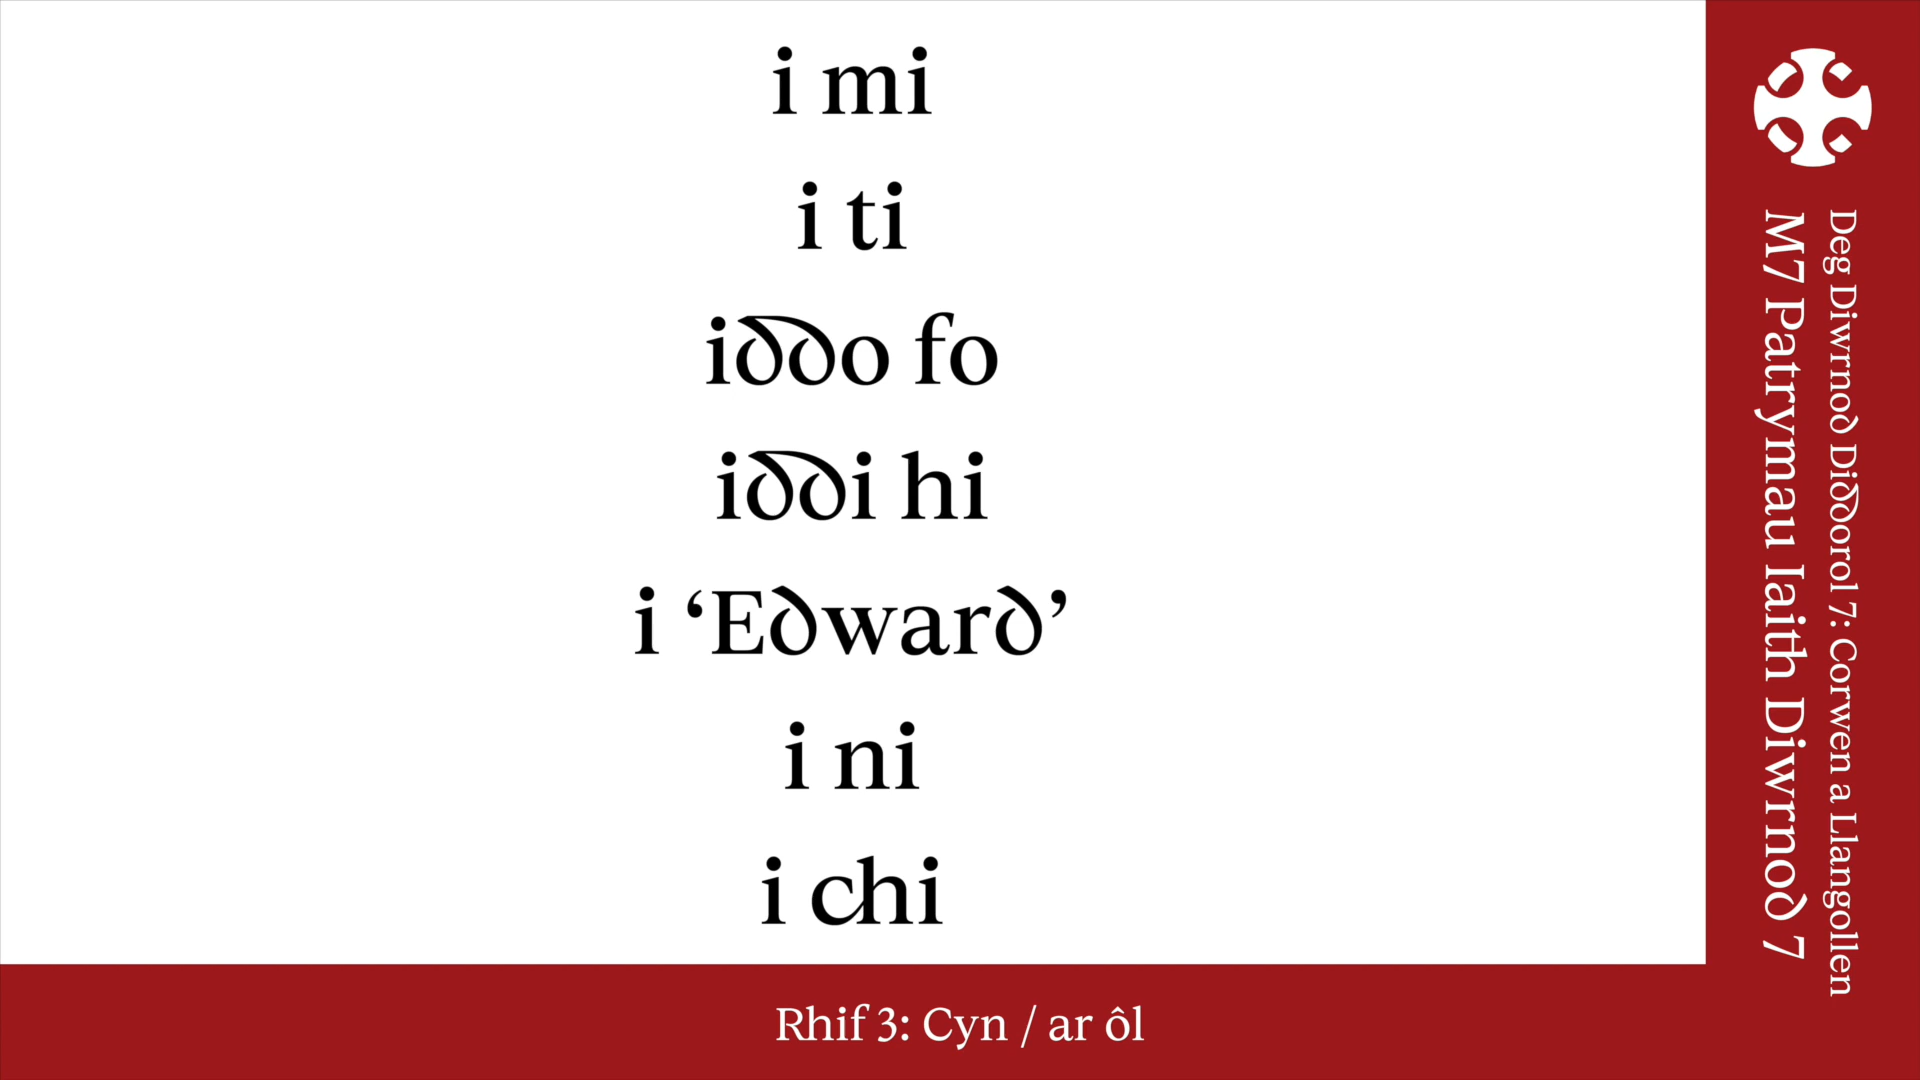 i mi
i ti
iddo fo
iddi hi
i ‘Edward’
i ni
i chi
Rhif 3: Cyn / ar ôl
Deg Diwrnod Diddorol 7: Corwen a Llangollen
M7 Patrymau Iaith Diwrnod 7